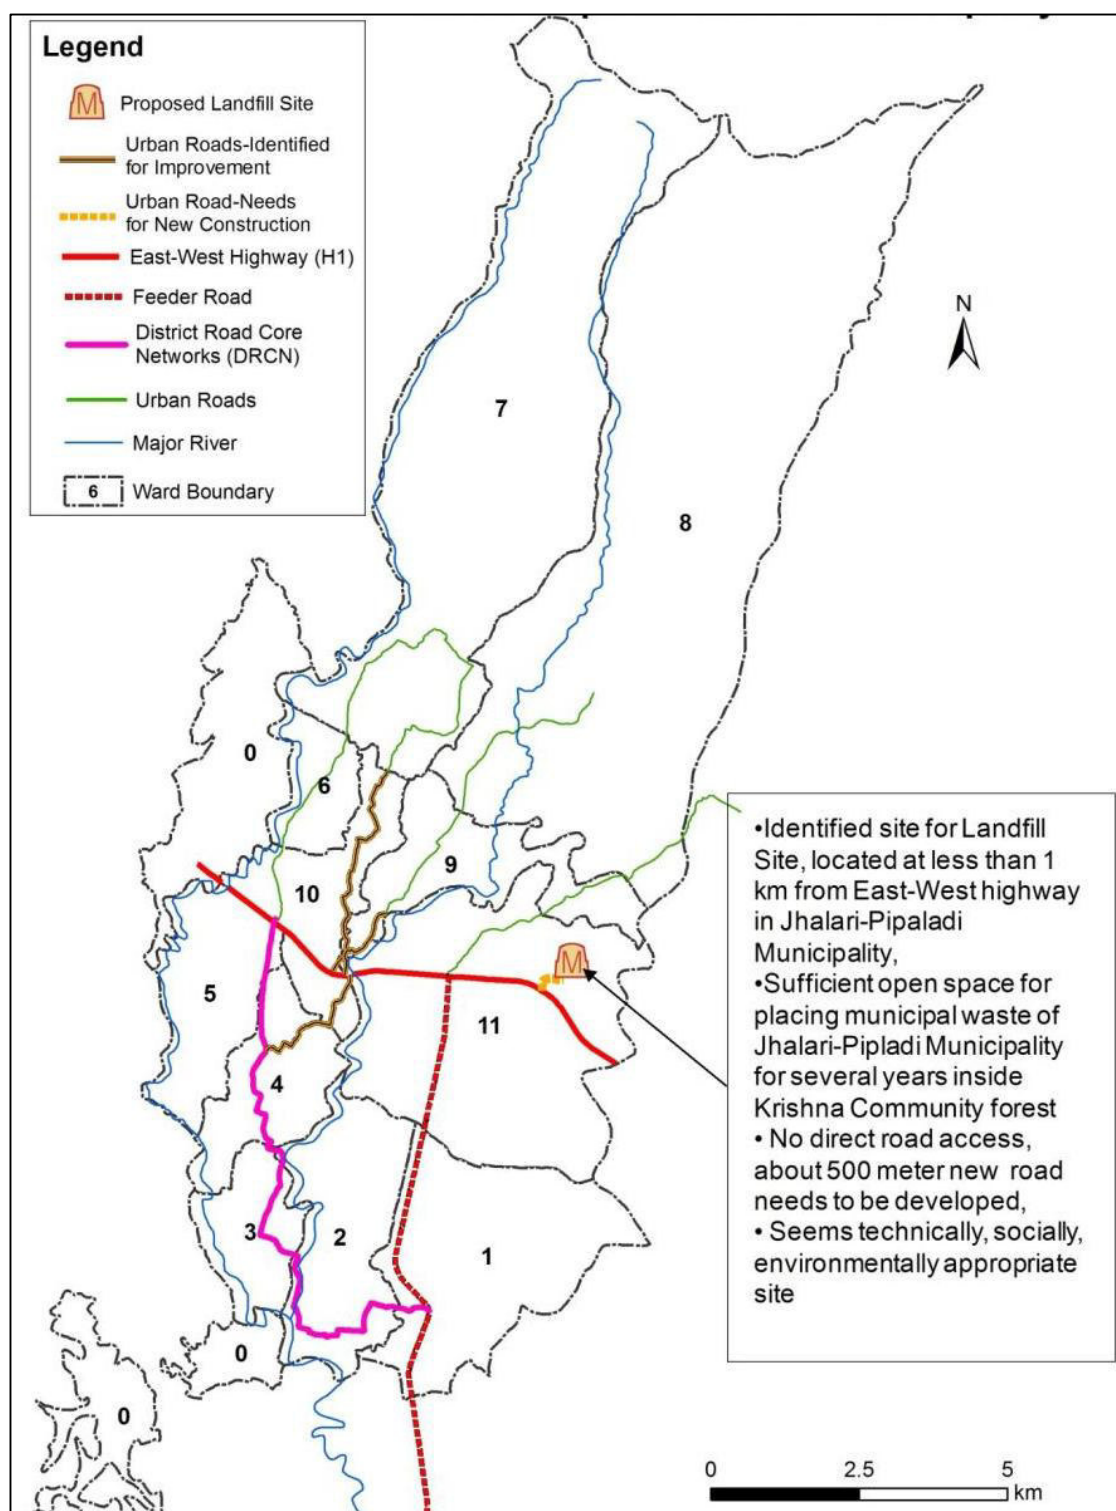 Legend
Proposed Landfill Site
Urban Roads-Identified
for Improvement
Urban Road-Needs
for New Construction
East-West Highway (H1)
Feeder Road
District Road Core
Networks (DRCN)
Urban Roads
Major River
6 Ward Boundary
N
7
8
0
6
9
10
5
11
4
3
2
1
0
0
M
M
•Identified site for Landfill
Site, located at less than 1
km from East-West highway
in Jhalari-Pipaladi
Municipality,
•Sufficient open space for
placing municipal waste of
Jhalari-Pipladi Municipality
for several years inside
Krishna Community forest
• No direct road access,
about 500 meter new road
needs to be developed,
• Seems technically, socially,
environmentally appropriate
site
0 2.5 5
km